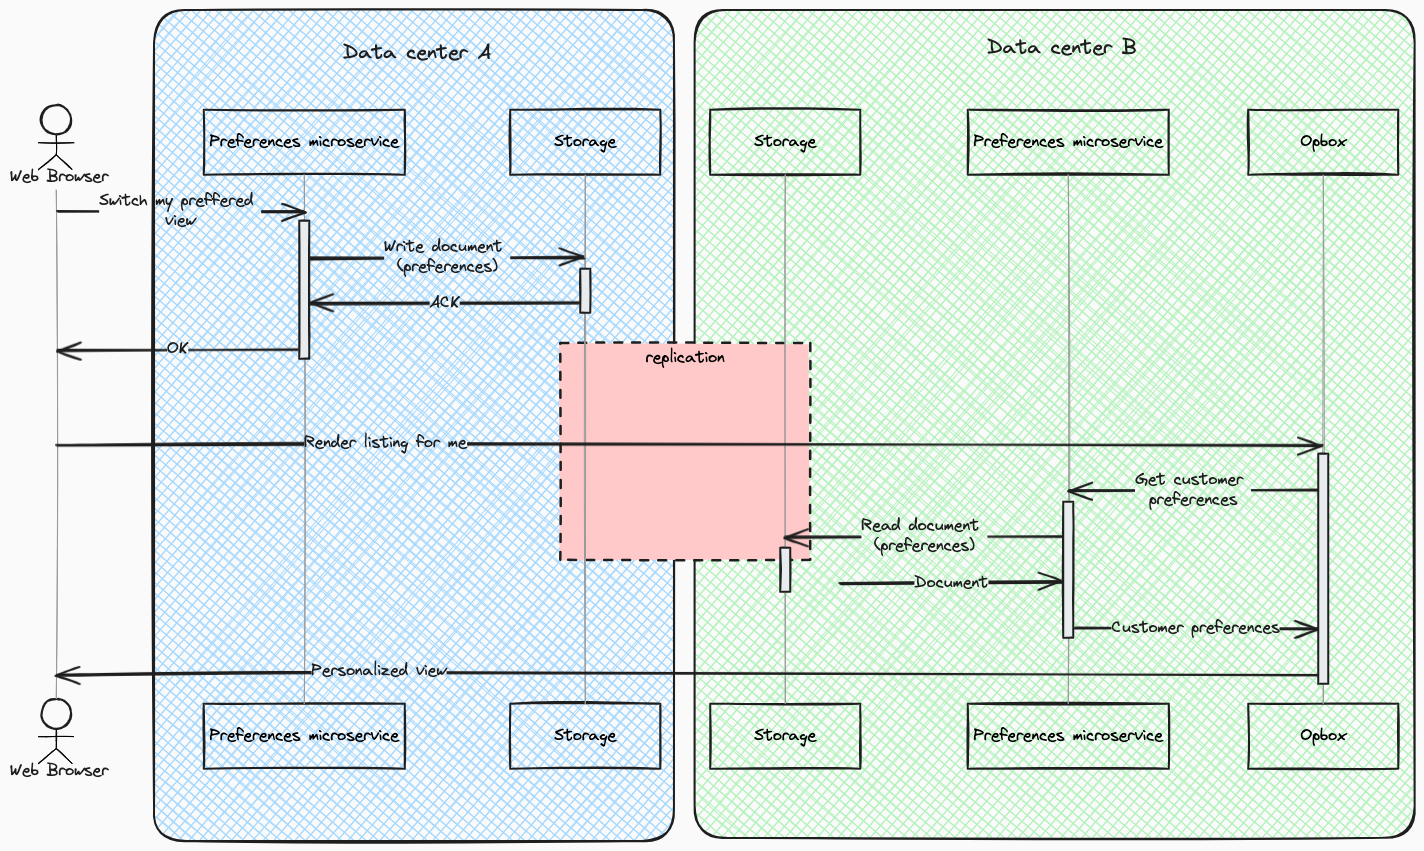 Data center A
Data center B
Preferences microservice
Storage
Storage
Preferences microservice
Opbox
Web Browser
Switch my preffered
view
Write document
(preferences)
ACK
OK
replication
Render listing for me
Get customer
preferences
Read document
(preferences)
Document
Customer preferences
Personalized view
Preferences microservice
Storage
Storage
Preferences microservice
Opbox
Web Browser